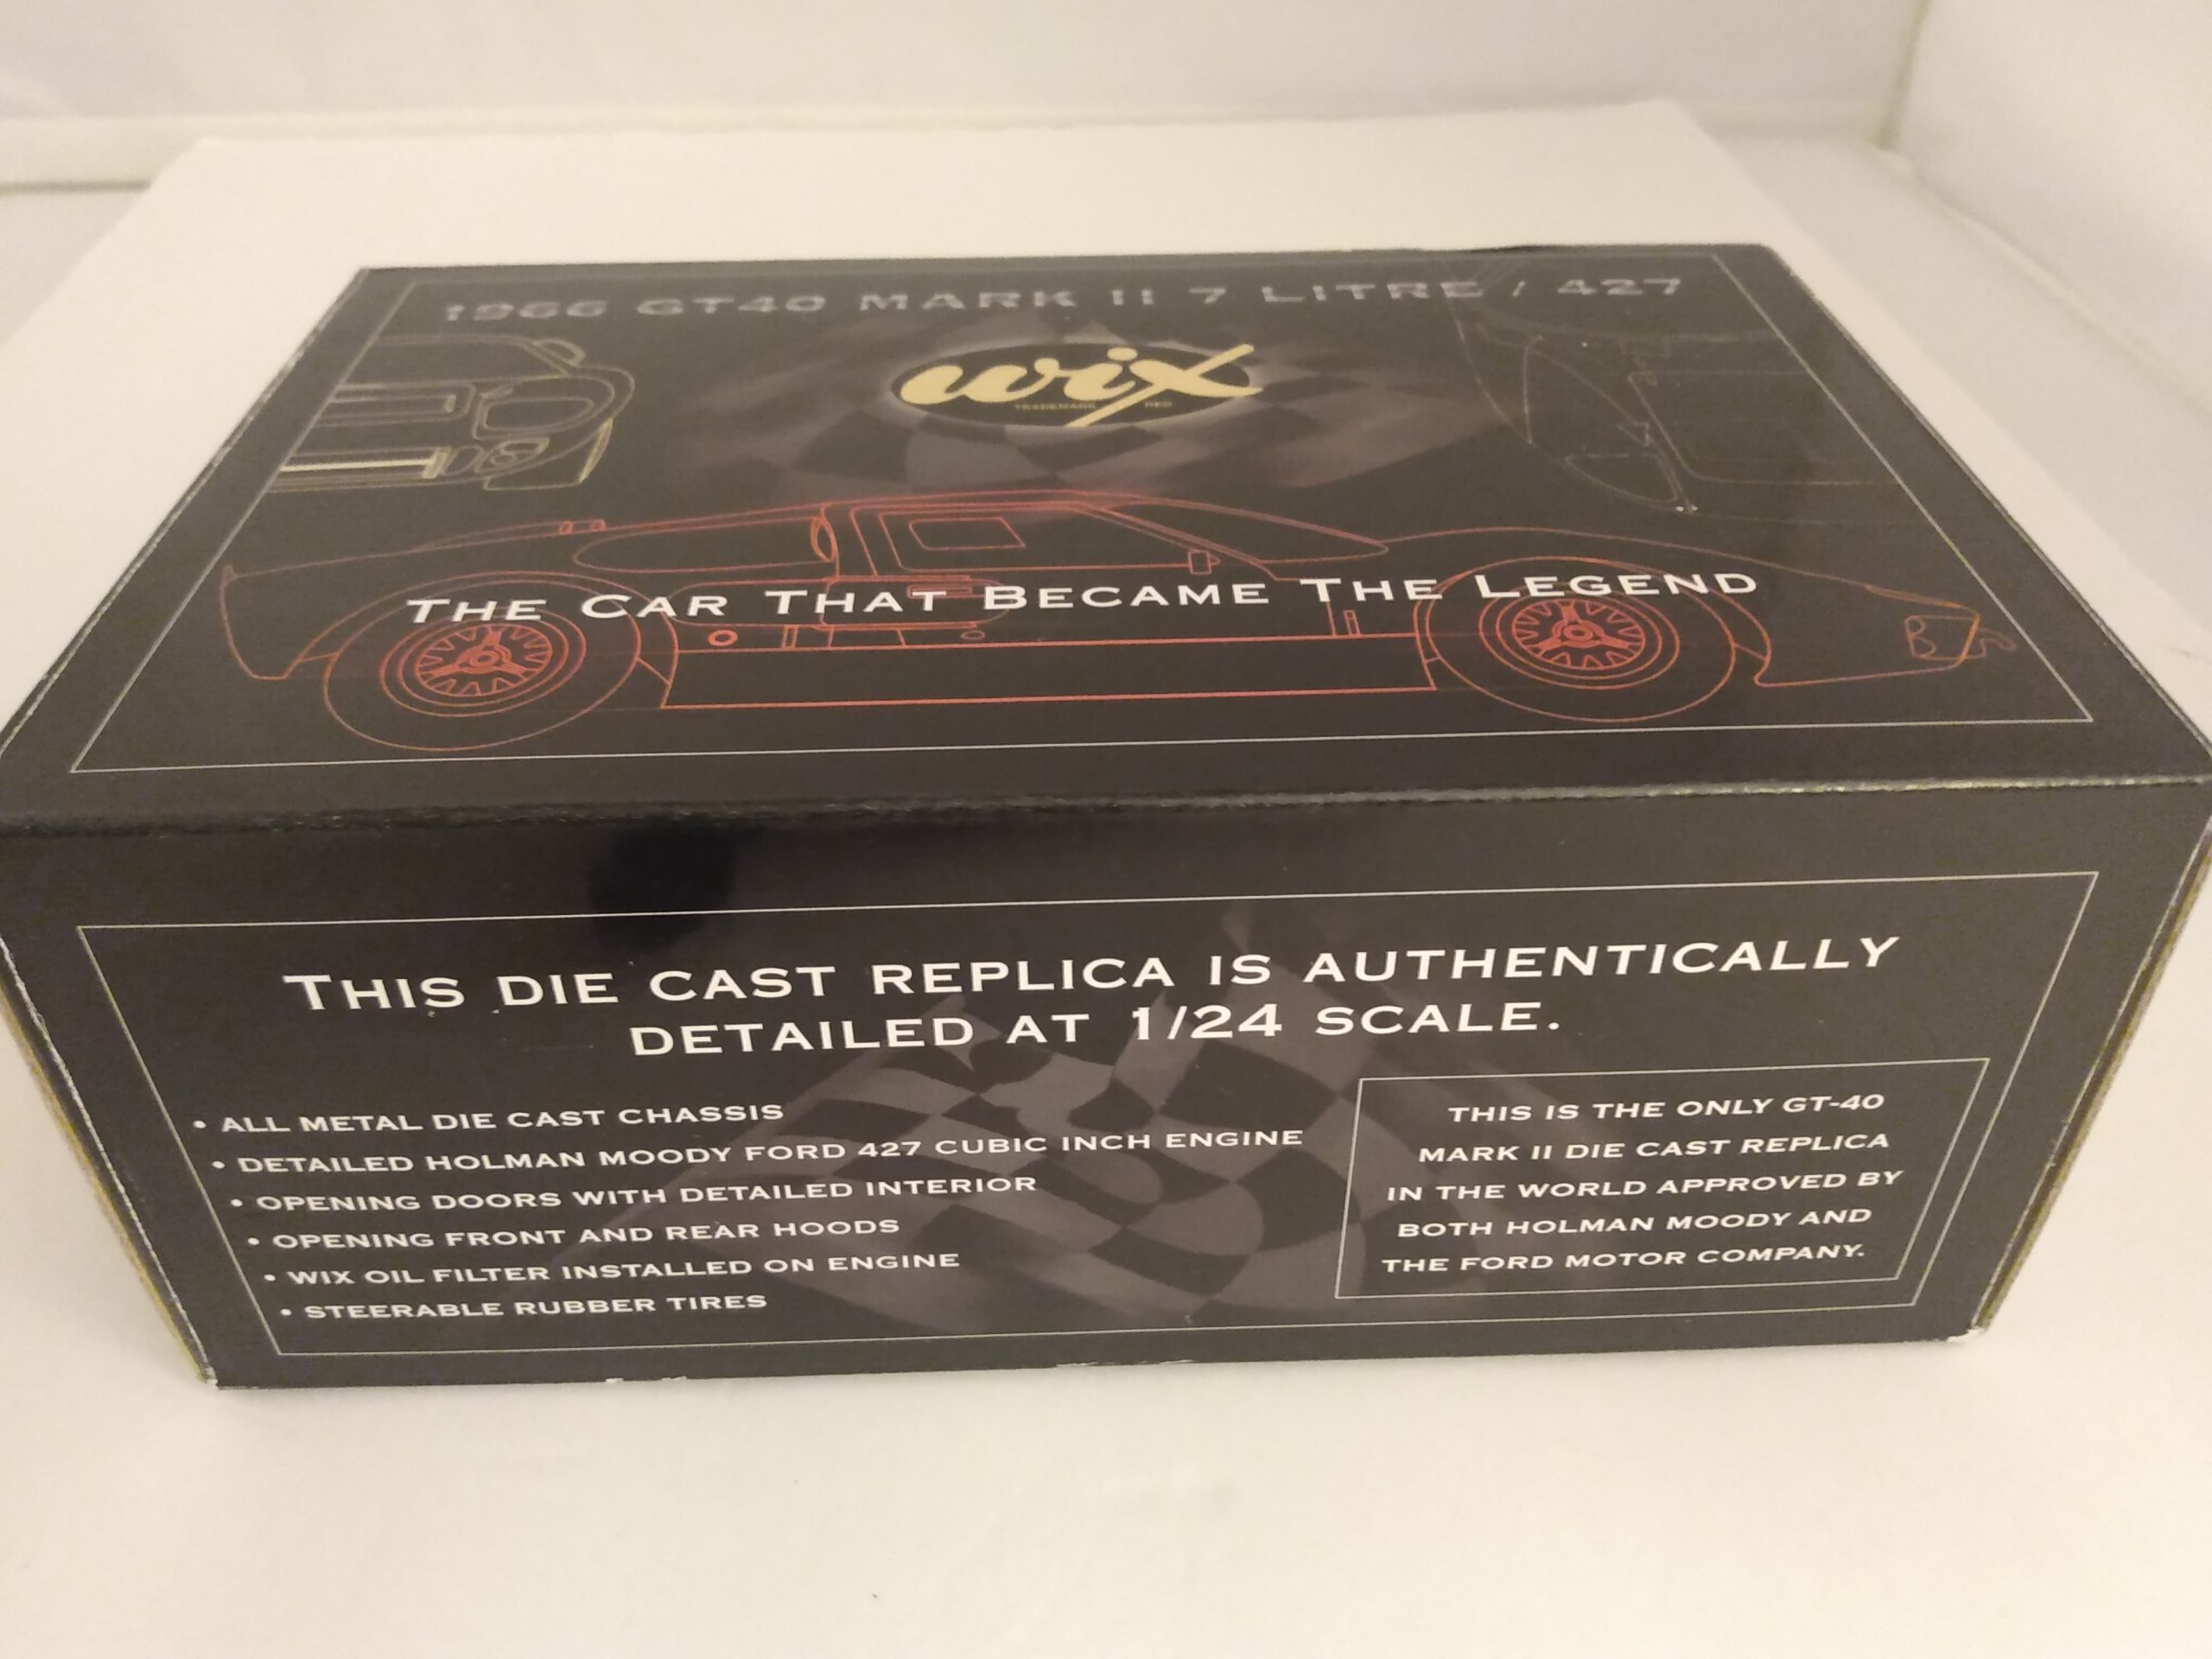 1966 GT40 MARK II 7 LITRE / 427
wix
TRADEMARK REG
THE CAR THAT BECAME THE LEGEND
THIS DIE CAST REPLICA IS AUTHENTICALLY
DETAILED AT 1/24 SCALE.
• ALL METAL DIE CAST CHASSIS
• DETAILED HOLMAN MOODY FORD 427 CUBIC INCH ENGINE
• OPENING DOORS WITH DETAILED INTERIOR
• OPENING FRONT AND REAR HOODS
• WIX OIL FILTER INSTALLED ON ENGINE
• STEERABLE RUBBER TIRES
THIS IS THE ONLY GT-40
MARK II DIE CAST REPLICA
IN THE WORLD APPROVED BY
BOTH HOLMAN MOODY AND
THE FORD MOTOR COMPANY.